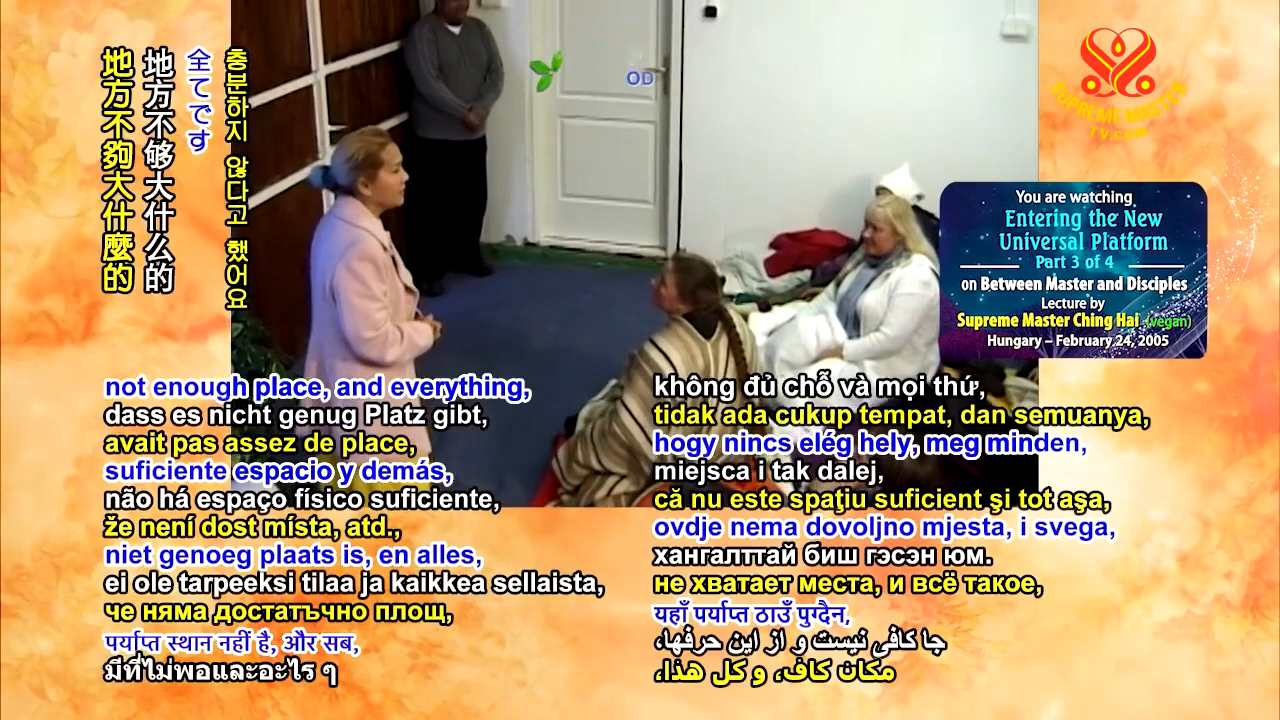 地方不夠大什麼的
地方不够大什么的
全てです
충분하지 않다고 했어요
OD
SUPREME MASTER
TV.com
You are watching
Entering the New
Universal Platform
Part 3 of 4
on Between Master and Disciples
Lecture by
Supreme Master Ching Hai (vegan)
Hungary – February 24, 2005
not enough place, and everything,
dass es nicht genug Platz gibt,
avait pas assez de place,
suficiente espacio y demás,
não há espaço físico suficiente,
že není dost místa, atd.,
niet genoeg plaats is, en alles,
ei ole tarpeeksi tilaa ja kaikkea sellaista,
че няма достатъчно площ,
पर्याप्त स्थान नहीं है, और सब,
มีที่ไม่พอและอะไร ๆ
không đủ chỗ và mọi thứ,
tidak ada cukup tempat, dan semuanya,
hogy nincs elég hely, meg minden,
miejsca i tak dalej,
că nu este spaţiu suficient şi tot aşa,
ovdje nema dovoljno mjesta, i svega,
хангалттай биш гэсэн юм.
не хватает места, и всё такое,
यहाँ पर्याप्त ठाउँ पुग्दैन,
جا کافی نیست و از این حرفها،
مكان كاف، و كل هذا،